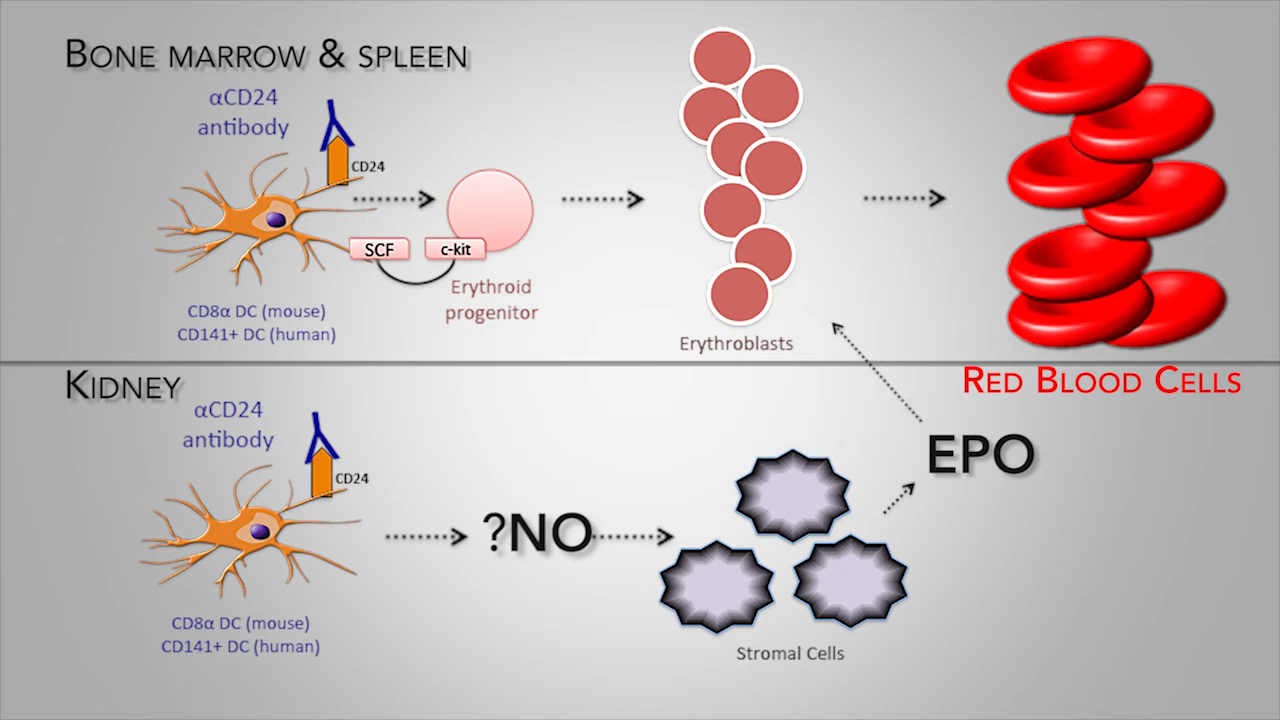 BONE MARROW & SPLEEN
αCD24
antibody
CD24
SCF
c-kit
Erythroid
progenitor
CD8α DC (mouse)
CD141+ DC (human)
Erythroblasts
RED BLOOD CELLS
KIDNEY
αCD24
antibody
CD24
?NO
EPO
CD8α DC (mouse)
CD141+ DC (human)
Stromal Cells